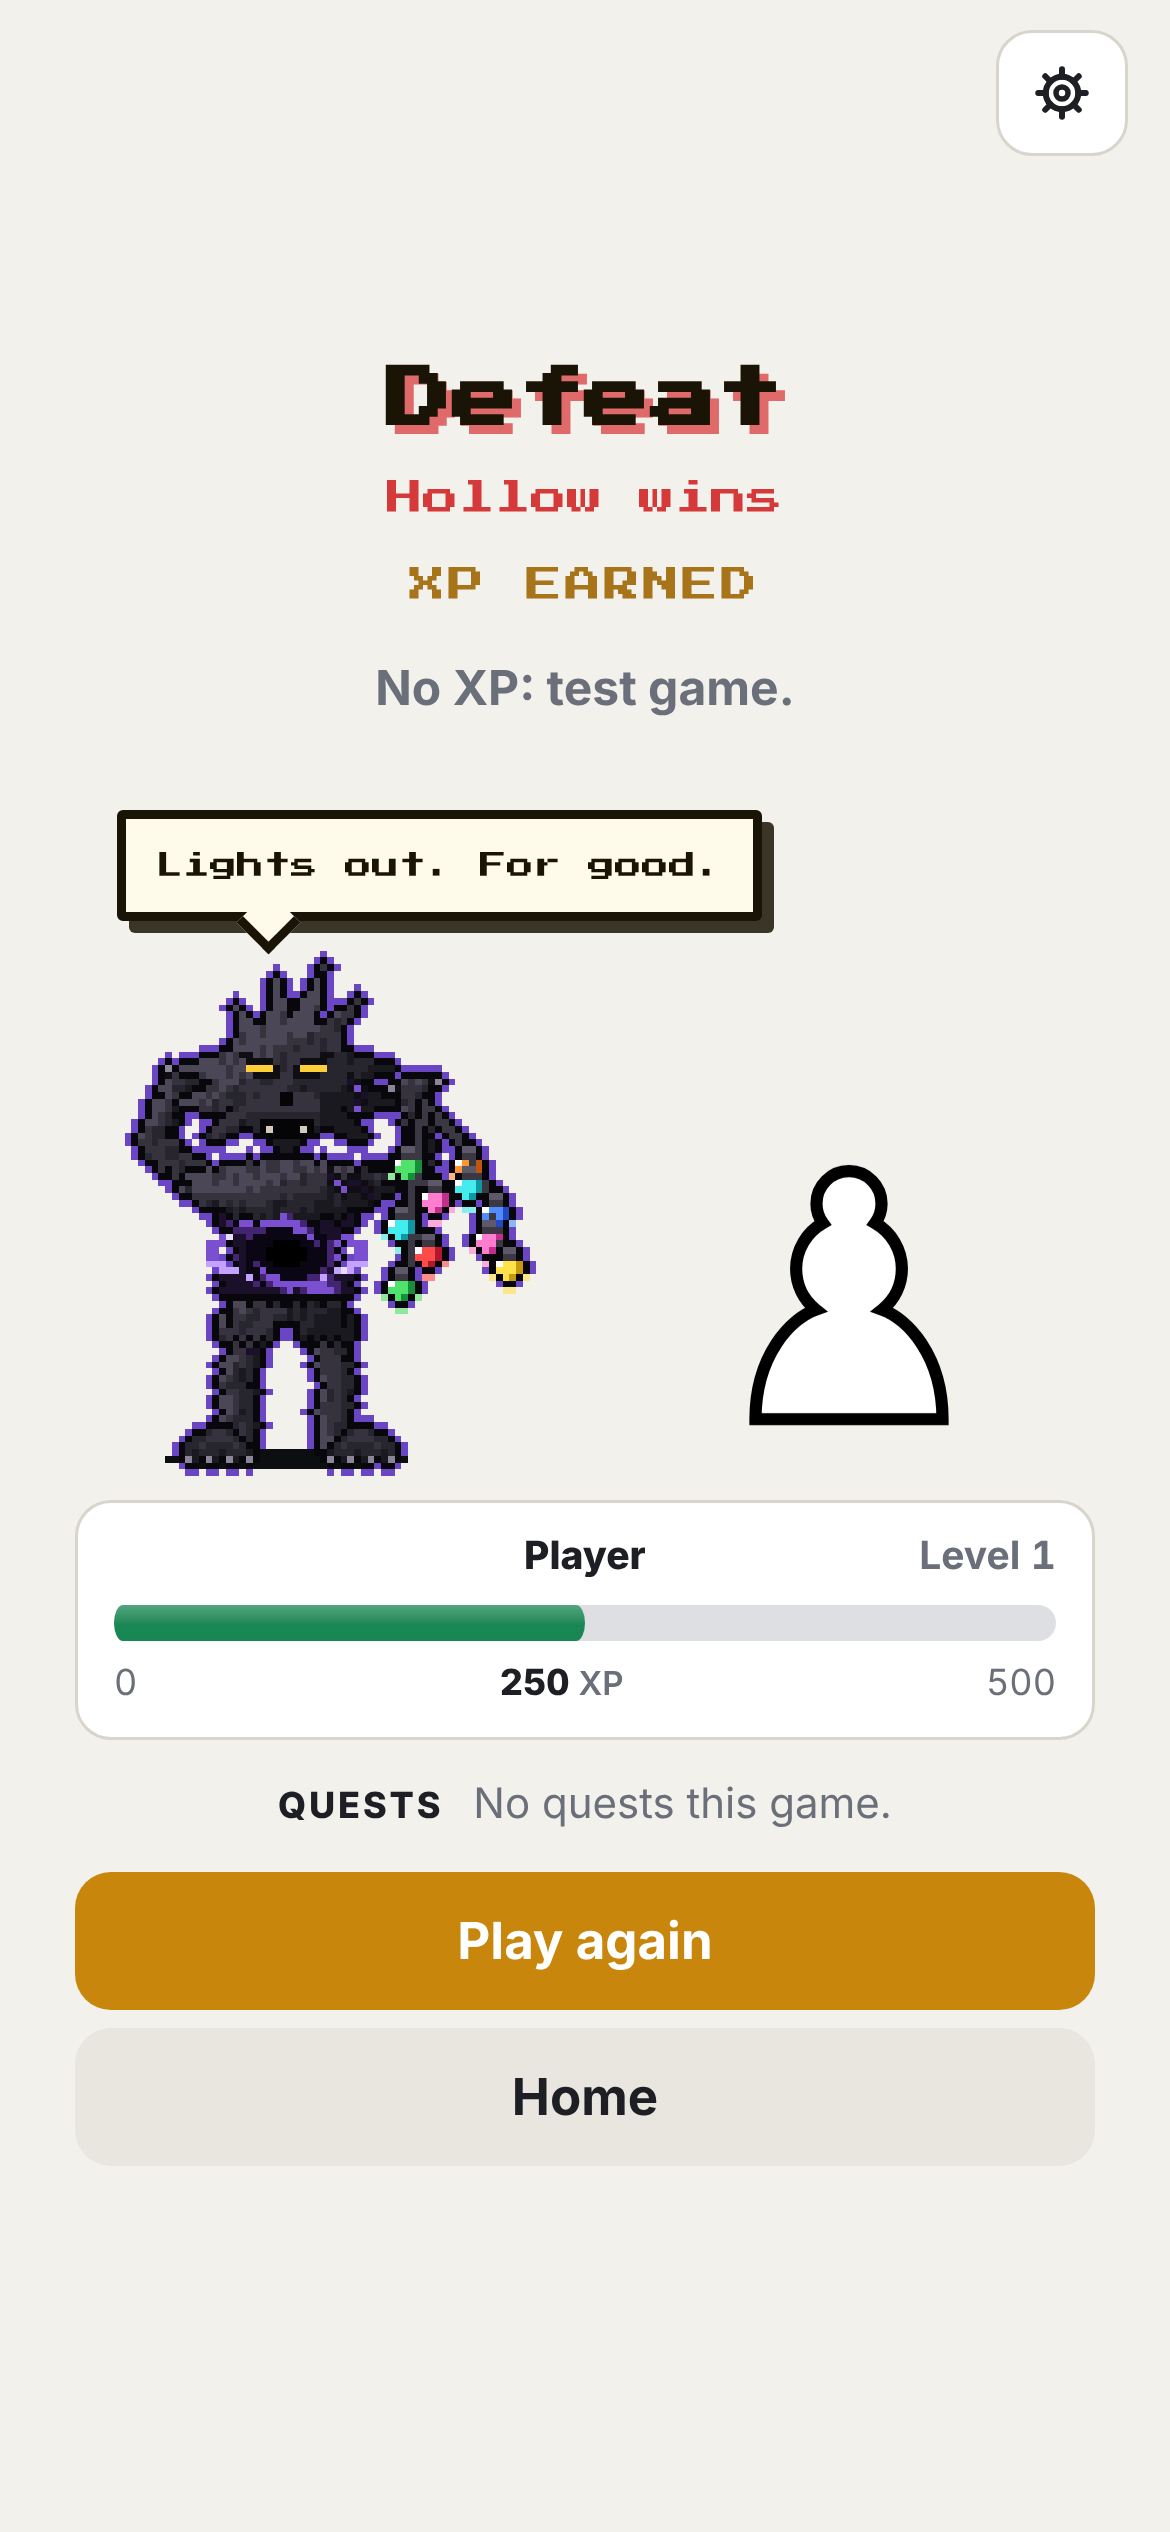 Defeat
Hollow wins
XP EARNED
No XP: test game.
Lights out. For good.
Player Level 1
0 250 XP 500
QUESTS No quests this game.
Play again
Home